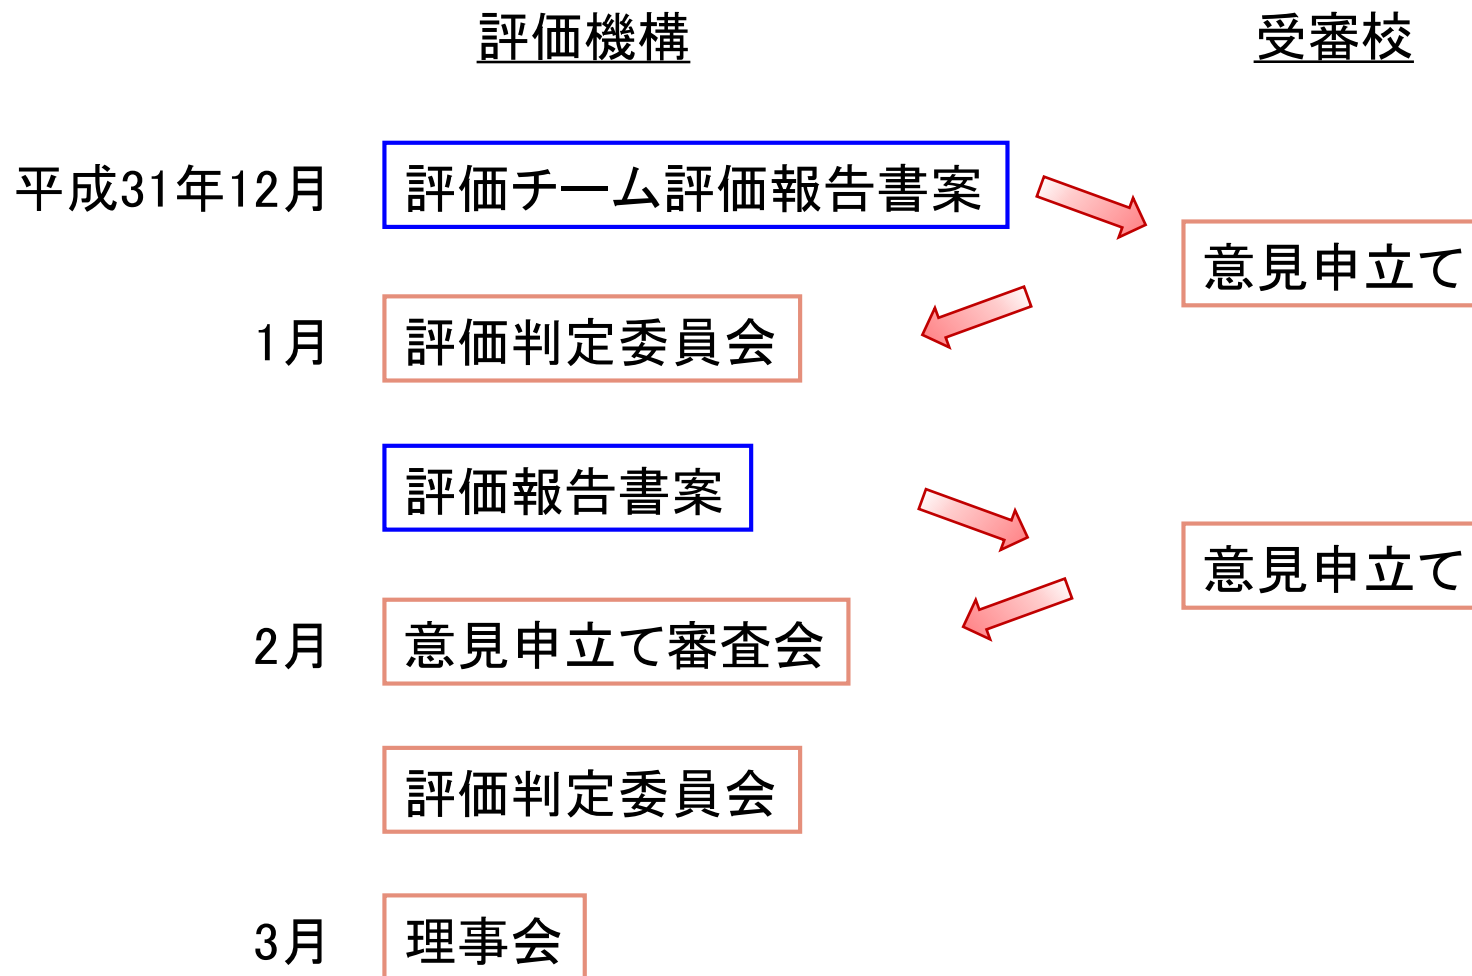 評価機構 受審校
平成31年12月 評価チーム評価報告書案
意見申立て
1月 評価判定委員会
評価報告書案
意見申立て
2月 意見申立て審査会
評価判定委員会
3月 理事会